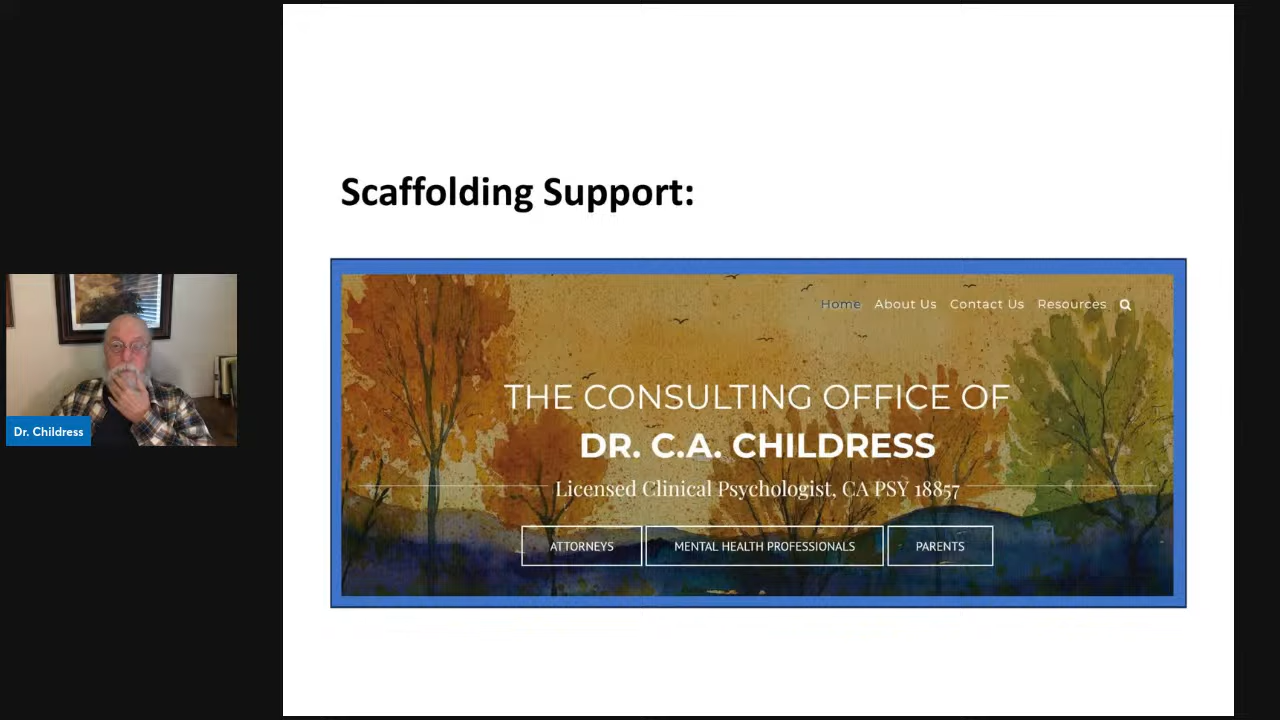 Scaffolding Support:
Home About Us Contact Us Resources
THE CONSULTING OFFICE OF
DR. C.A. CHILDRESS
Licensed Clinical Psychologist, CA PSY 18857
ATTORNEYS MENTAL HEALTH PROFESSIONALS PARENTS
Dr. Childress